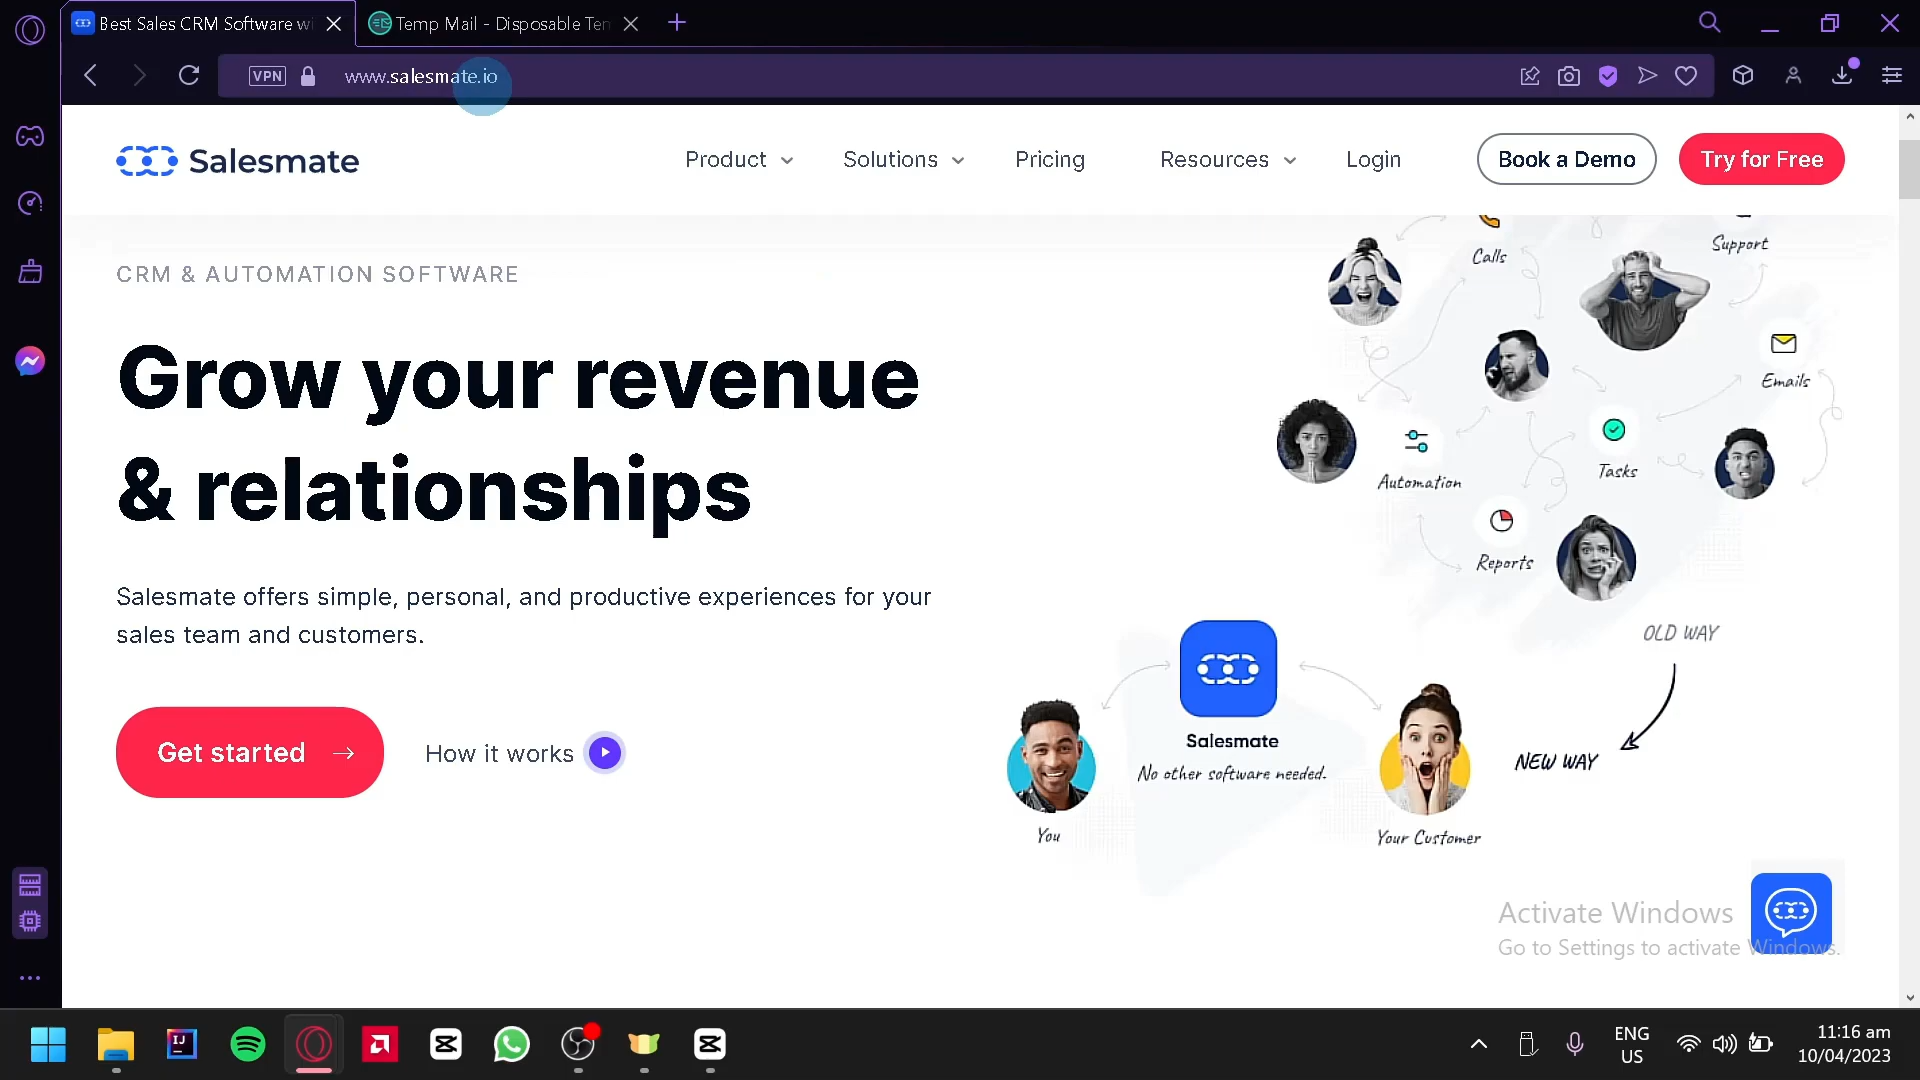 Best Sales CRM Software wi
Temp Mail - Disposable Ten
VPN
www.salesmate.io
Salesmate
Product
Solutions
Pricing
Resources
Login
Book a Demo
Try for Free
CRM & AUTOMATION SOFTWARE
Grow your revenue
& relationships
Salesmate offers simple, personal, and productive experiences for your
sales team and customers.
Get started
How it works
Calls
Support
Emails
Automation
Tasks
Reports
OLD WAY
NEW WAY
Salesmate
No other software needed.
You
Your Customer
Activate Windows
Go to Settings to activate Windows.
IJ
ENG
US
11:16 am
10/04/2023